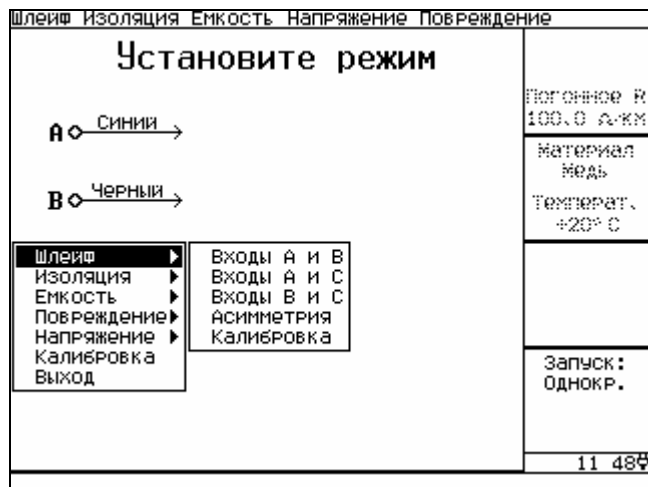 Шлейф Изоляция Емкость Напряжение Повреждение
Установите режим
A Синий
B Черный
Шлейф
Изоляция
Емкость
Повреждение
Напряжение
Калибровка
Выход
Входы A и B
Входы A и C
Входы B и C
Асимметрия
Калибровка
Погонное R
100.0 Ω/км
Материал
Медь
Температ.
+20° C
Запуск:
Однокр.
11 48